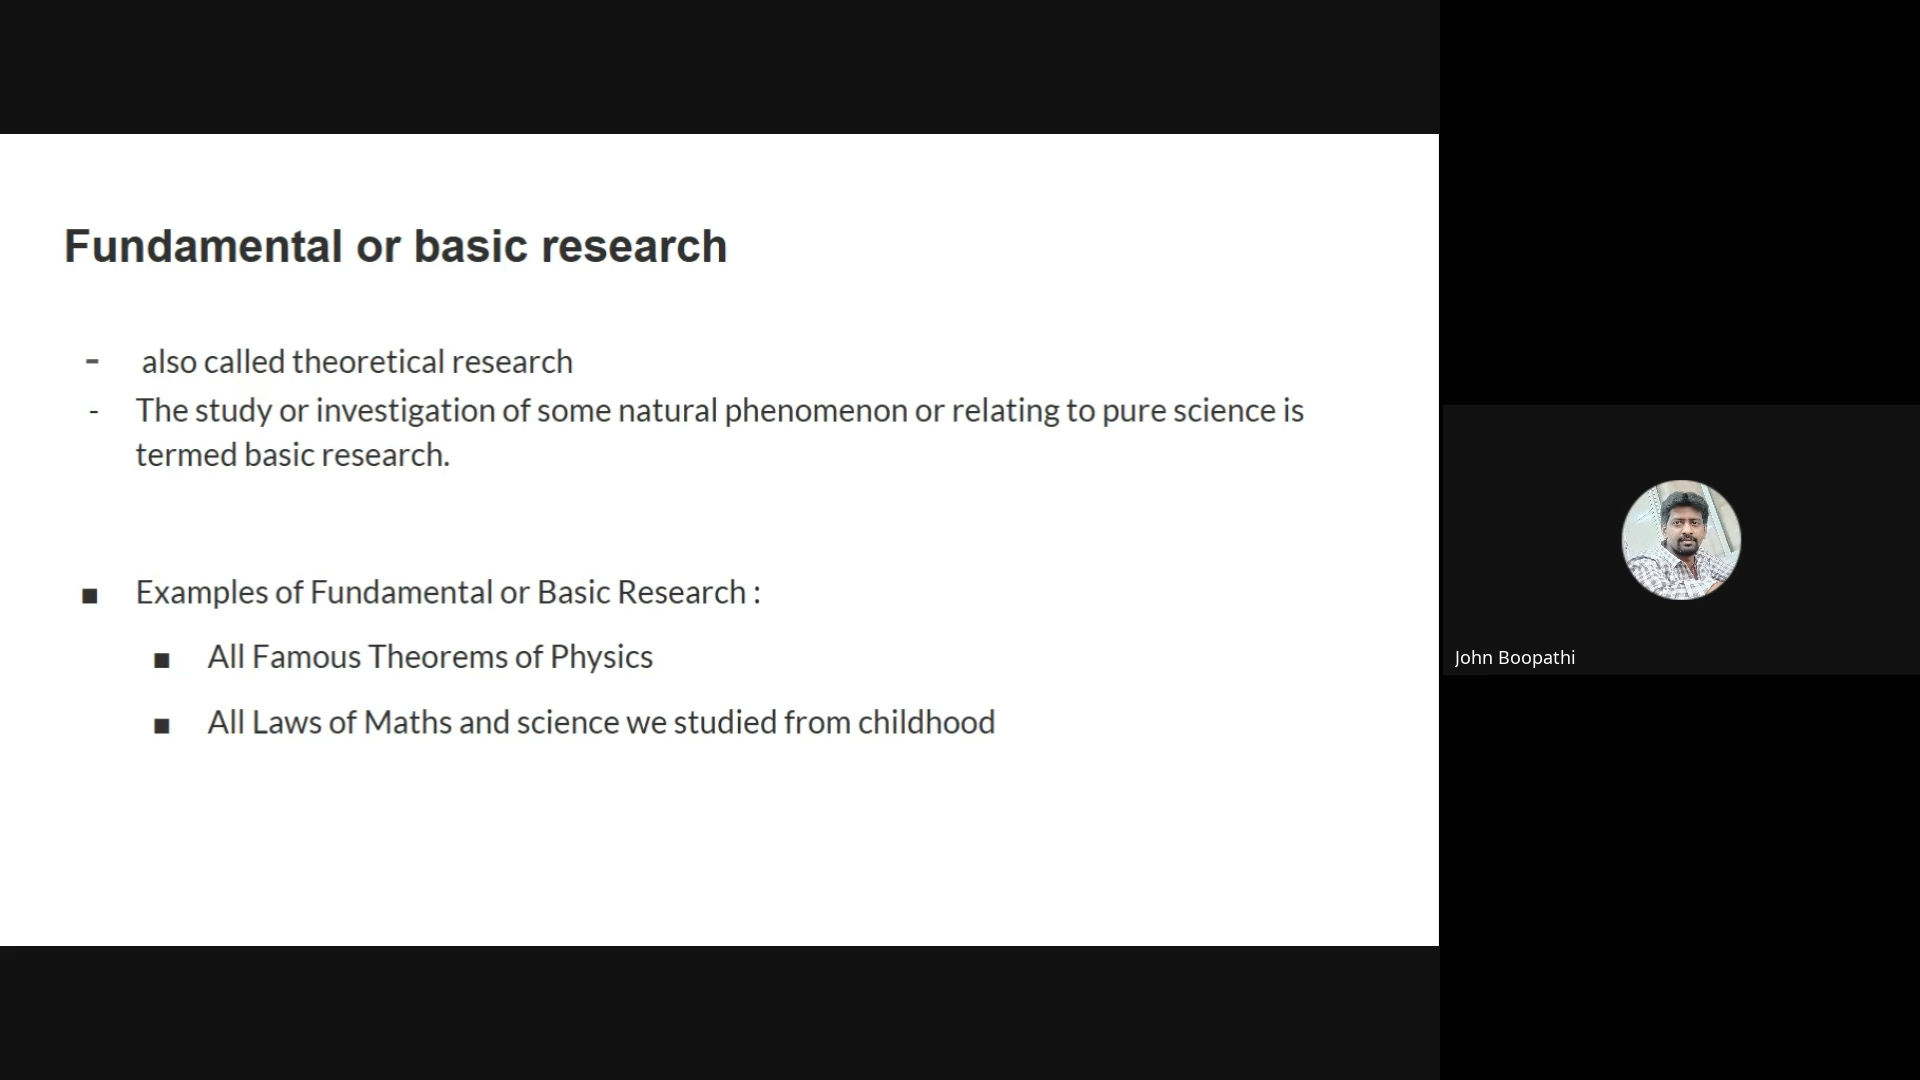 Fundamental or basic research
- also called theoretical research
- The study or investigation of some natural phenomenon or relating to pure science is
termed basic research.
■ Examples of Fundamental or Basic Research :
■ All Famous Theorems of Physics
■ All Laws of Maths and science we studied from childhood
John Boopathi